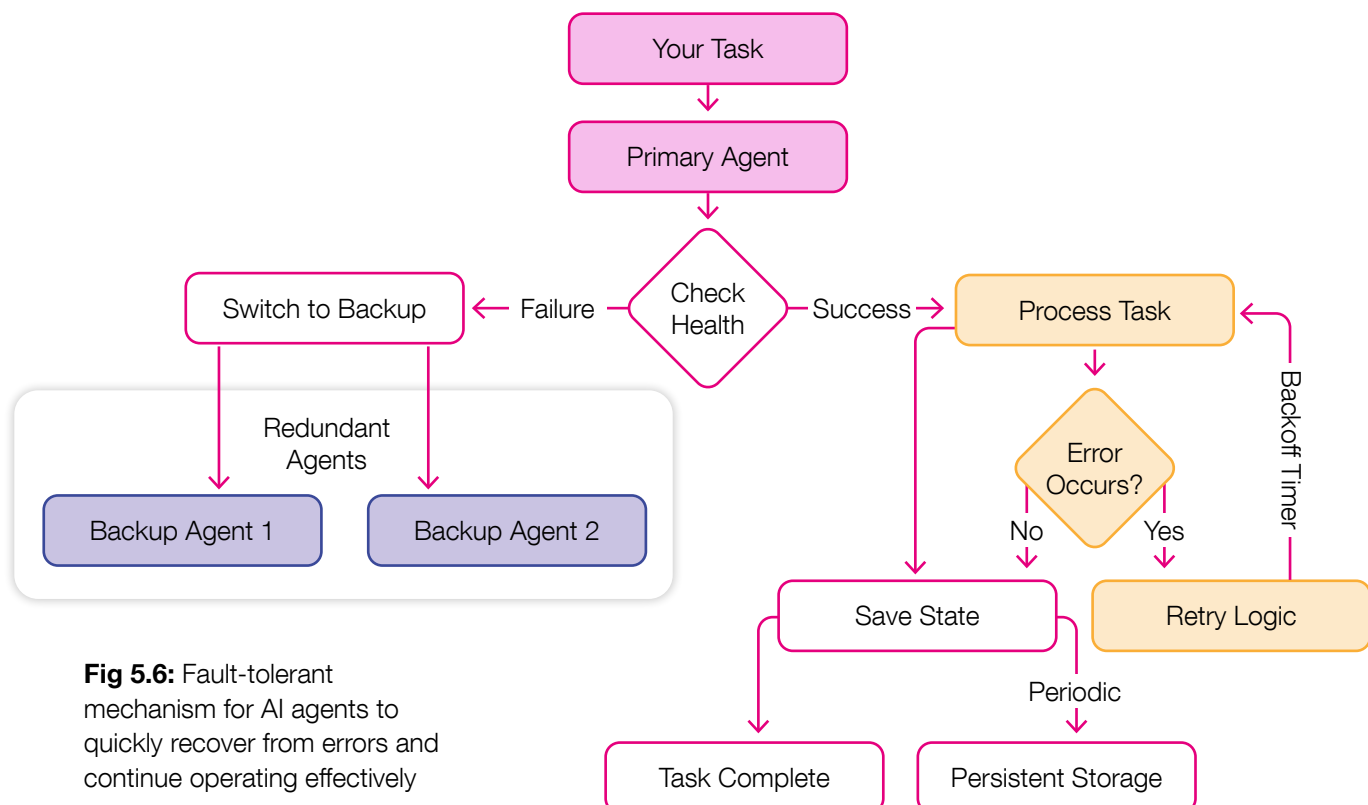 Your Task
Primary Agent
Check
Health
Switch to Backup
Failure
Success
Process Task
Redundant
Agents
Backup Agent 1
Backup Agent 2
Error
Occurs?
Backoff Timer
No
Yes
Save State
Retry Logic
Periodic
Task Complete
Persistent Storage
Fig 5.6: Fault-tolerant
mechanism for AI agents to
quickly recover from errors and
continue operating effectively